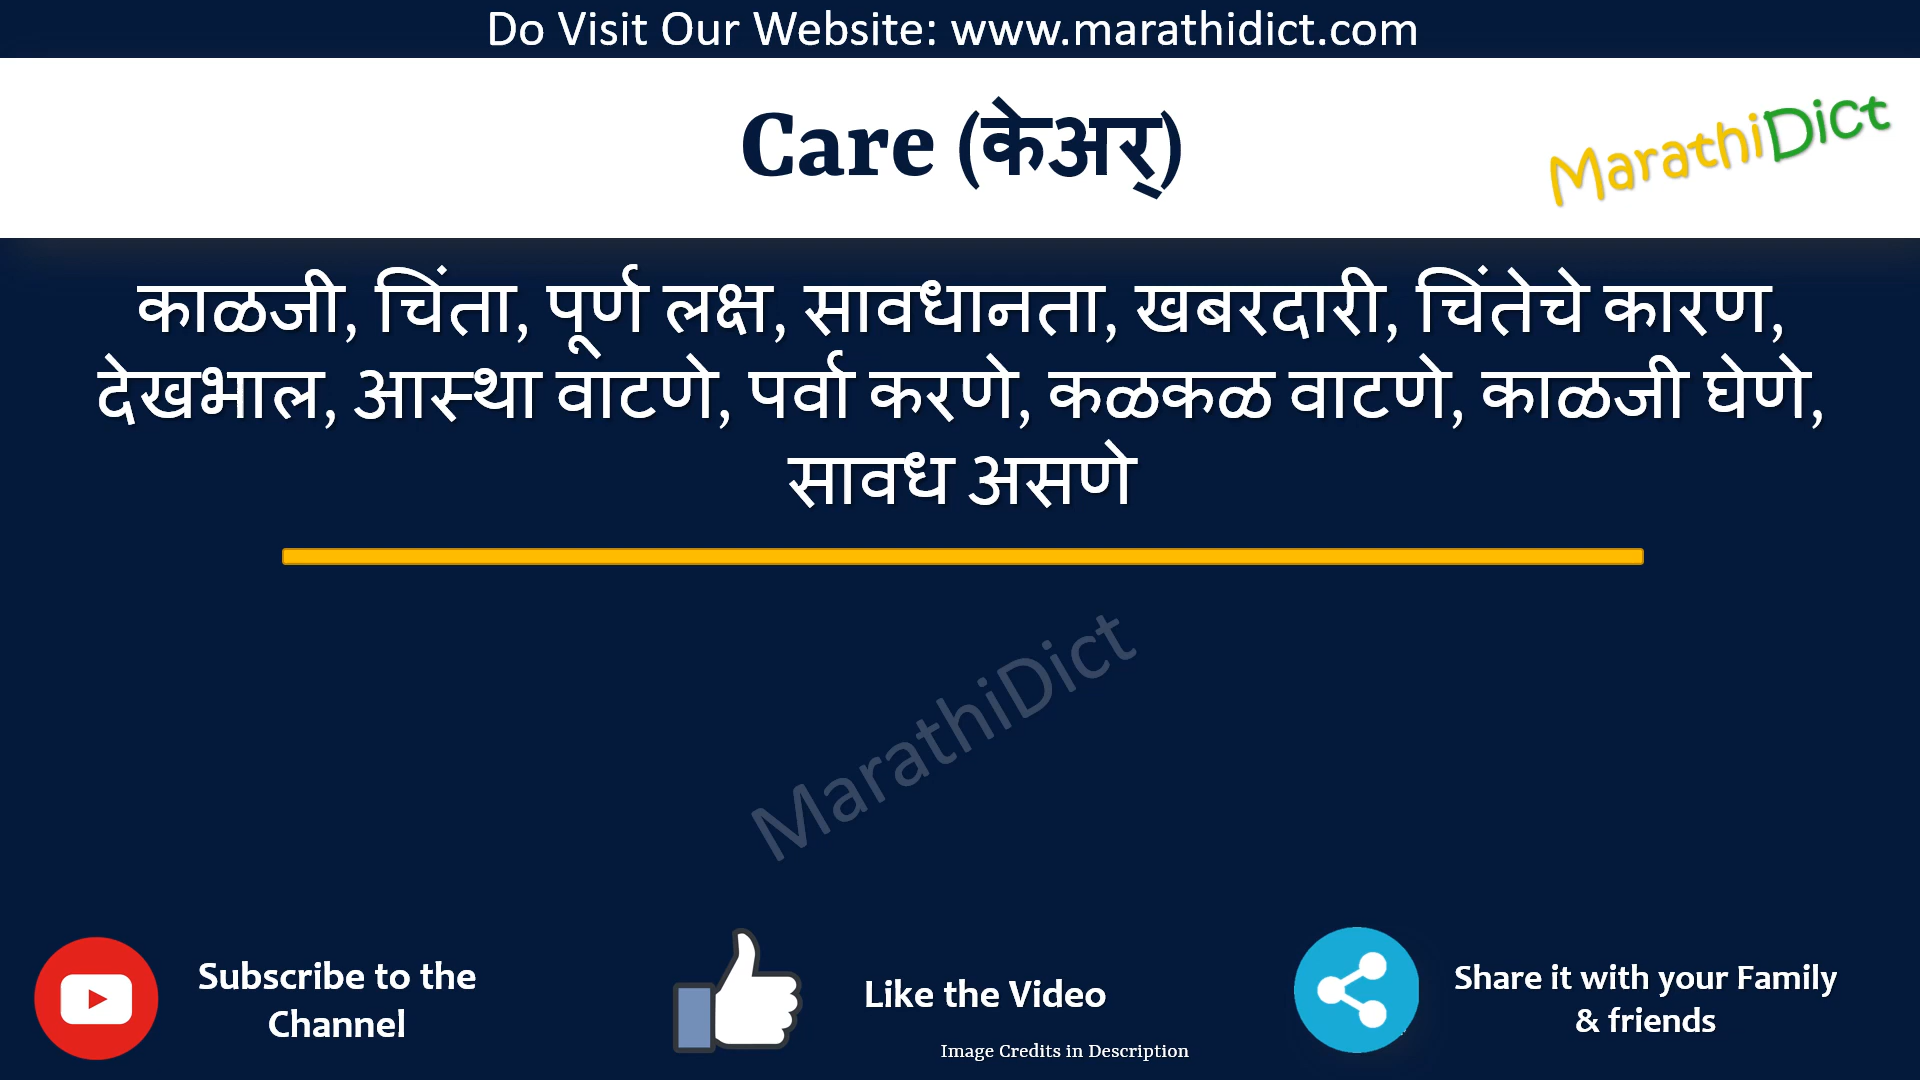 Do Visit Our Website: www.marathidict.com
Care (केअर्)
MarathiDict
काळजी, चिंता, पूर्ण लक्ष, सावधानता, खबरदारी, चिंतेचे कारण,
देखभाल, आस्था वाटणे, पर्वा करणे, कळकळ वाटणे, काळजी घेणे,
सावध असणे
MarathiDict
Subscribe to the
Channel
Like the Video
Share it with your Family
& friends
Image Credits in Description